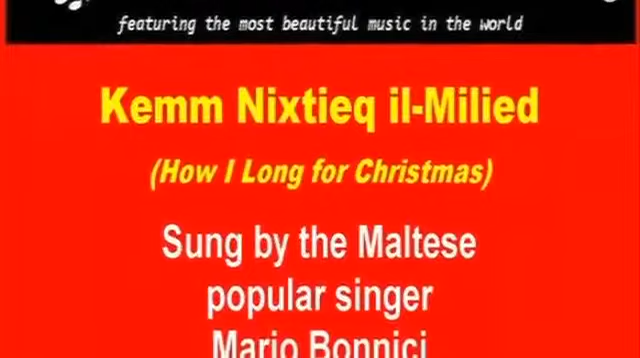 featuring the most beautiful music in the world
Kemm Nixtieq il-Milied
(How I Long for Christmas)
Sung by the Maltese
popular singer
Mario Bonnici